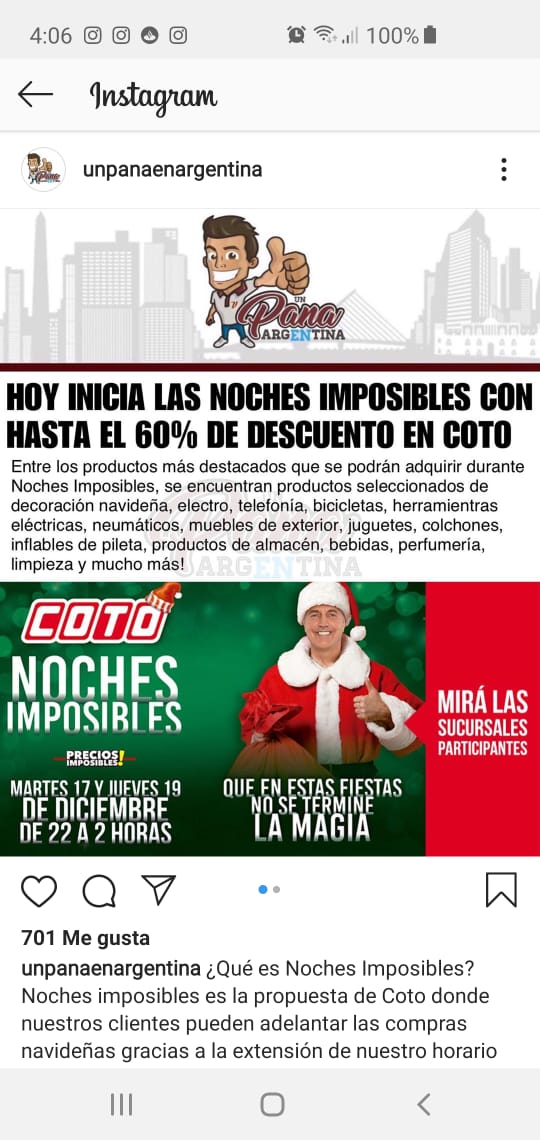 4:06
100%
Instagram
unpanaenargentina
UN
Pana
ARGENTINA
HOY INICIA LAS NOCHES IMPOSIBLES CON
HASTA EL 60% DE DESCUENTO EN COTO
Entre los productos más destacados que se podrán adquirir durante
Noches Imposibles, se encuentran productos seleccionados de
decoración navideña, electro, telefonía, bicicletas, herramientas
eléctricas, neumáticos, muebles de exterior, juguetes, colchones,
inflables de pileta, productos de almacén, bebidas, perfumería,
limpieza y mucho más!
ARGENTINA
COTO
NOCHES
IMPOSIBLES
PRECIOS
IMPOSIBLES!
MARTES 17 Y JUEVES 19
DE DICIEMBRE
DE 22 A 2 HORAS
QUE EN ESTAS FIESTAS
NO SE TERMINE
LA MAGIA
MIRÁ LAS
SUCURSALES
PARTICIPANTES
701 Me gusta
unpanaenargentina ¿Qué es Noches Imposibles?
Noches imposibles es la propuesta de Coto donde
nuestros clientes pueden adelantar las compras
navideñas gracias a la extensión de nuestro horario